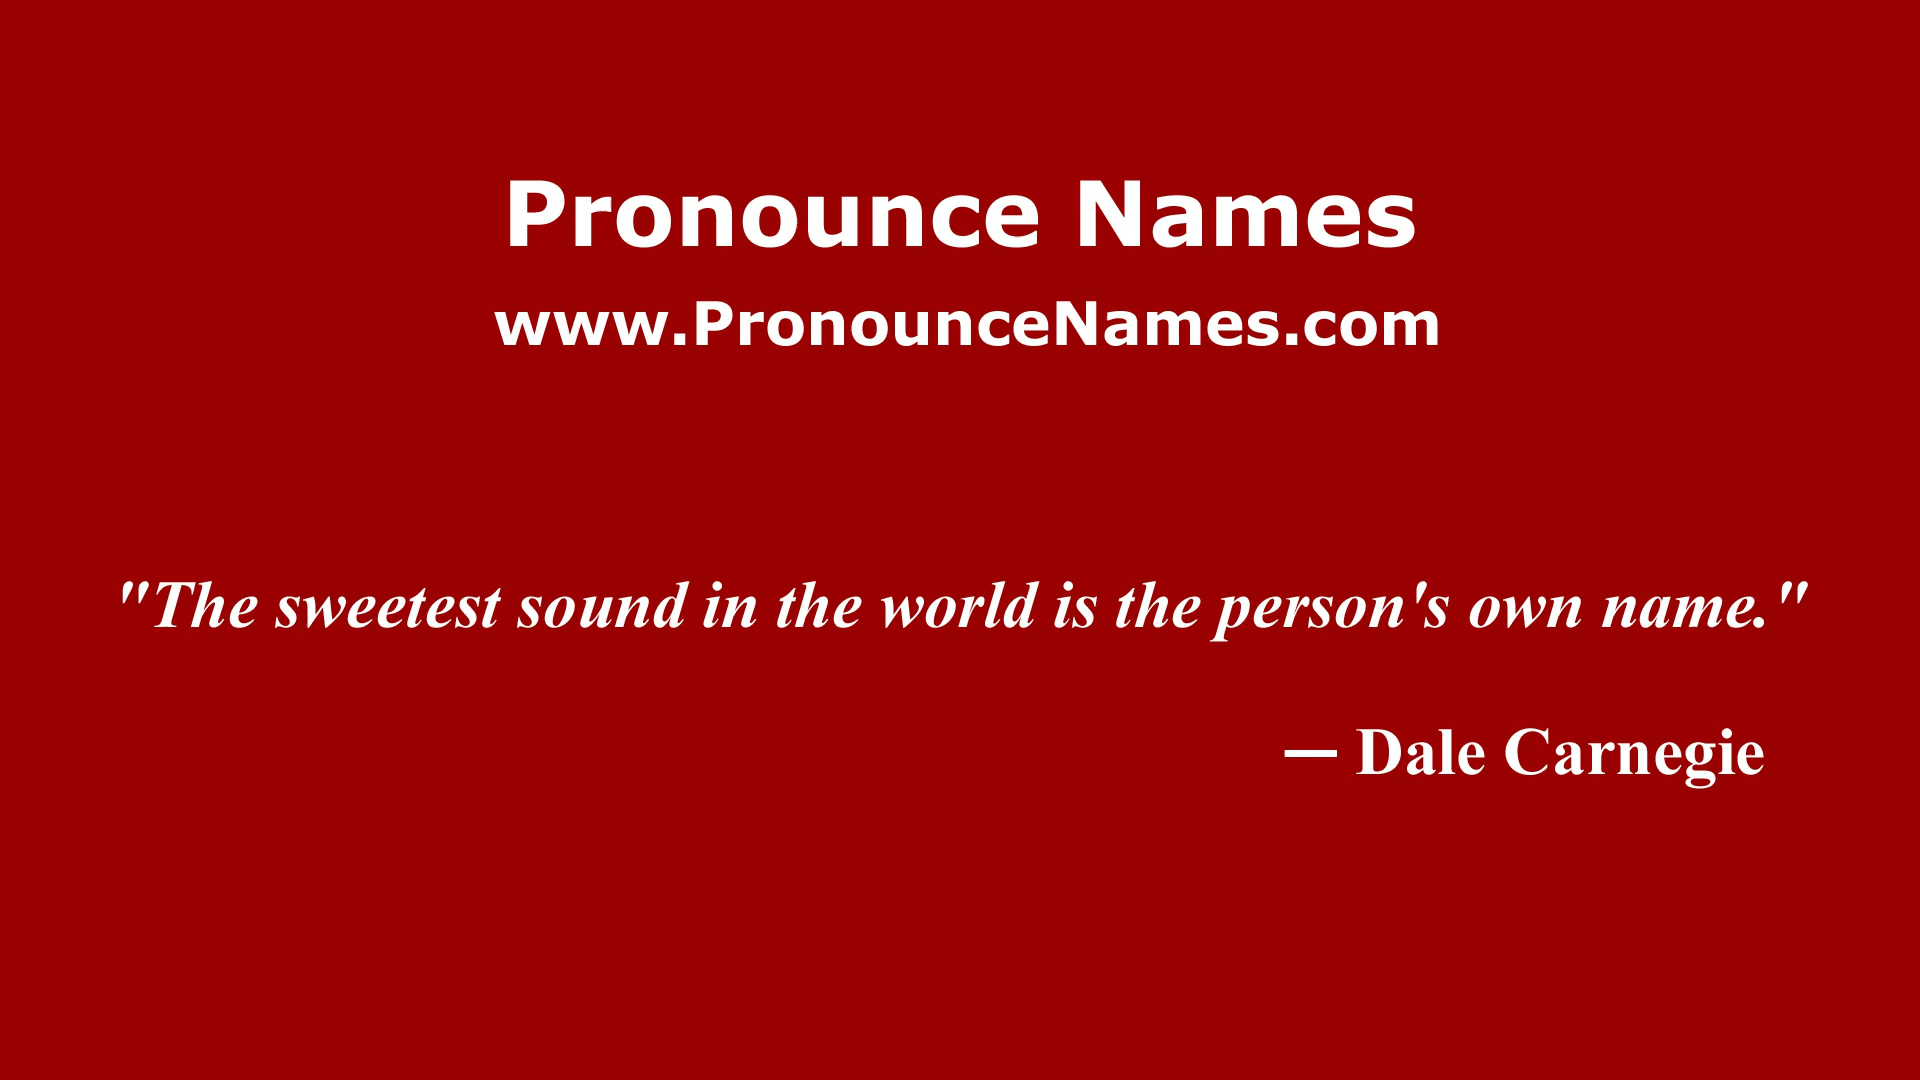 Pronounce Names
www.PronounceNames.com
"The sweetest sound in the world is the person's own name."
— Dale Carnegie